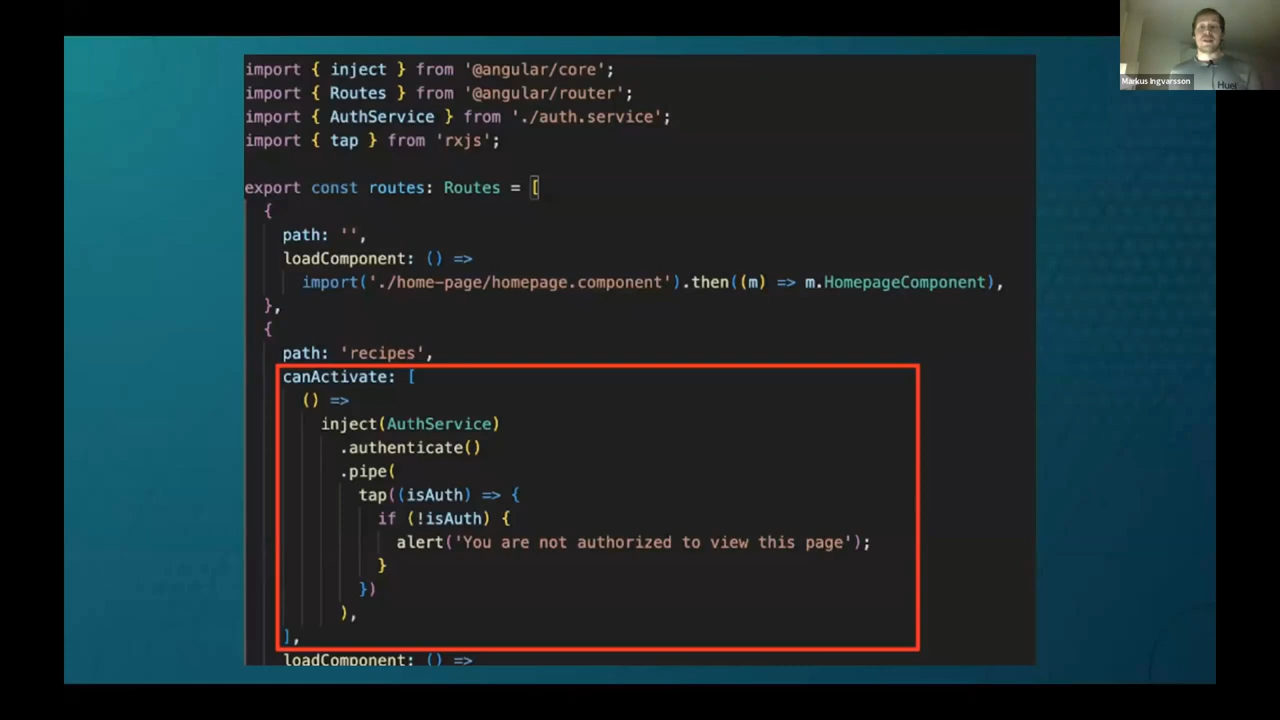 import { inject } from '@angular/core';
import { Routes } from '@angular/router';
import { AuthService } from './auth.service';
import { tap } from 'rxjs';
export const routes: Routes = [
{
path: '',
loadComponent: () =>
import('./home-page/homepage.component').then((m) => m.HomepageComponent),
},
{
path: 'recipes',
canActivate: [
() =>
inject(AuthService)
.authenticate()
.pipe(
tap((isAuth) => {
if (!isAuth) {
alert('You are not authorized to view this page');
}
})
),
],
loadComponent: () =>
Markus Ingvarsson
Huel